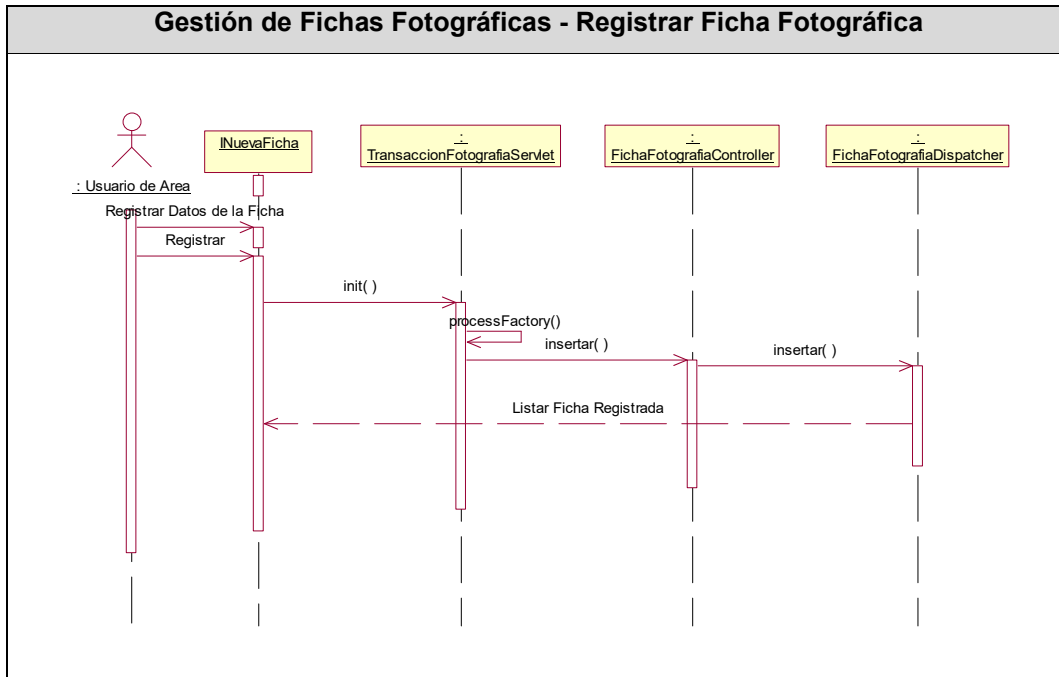 Gestión de Fichas Fotográficas - Registrar Ficha Fotográfica
: Usuario de Area
INuevaFicha
:
TransaccionFotografiaServlet
:
FichaFotografiaController
:
FichaFotografiaDispatcher
Registrar Datos de la Ficha
Registrar
init( )
processFactory()
insertar( )
insertar( )
Listar Ficha Registrada